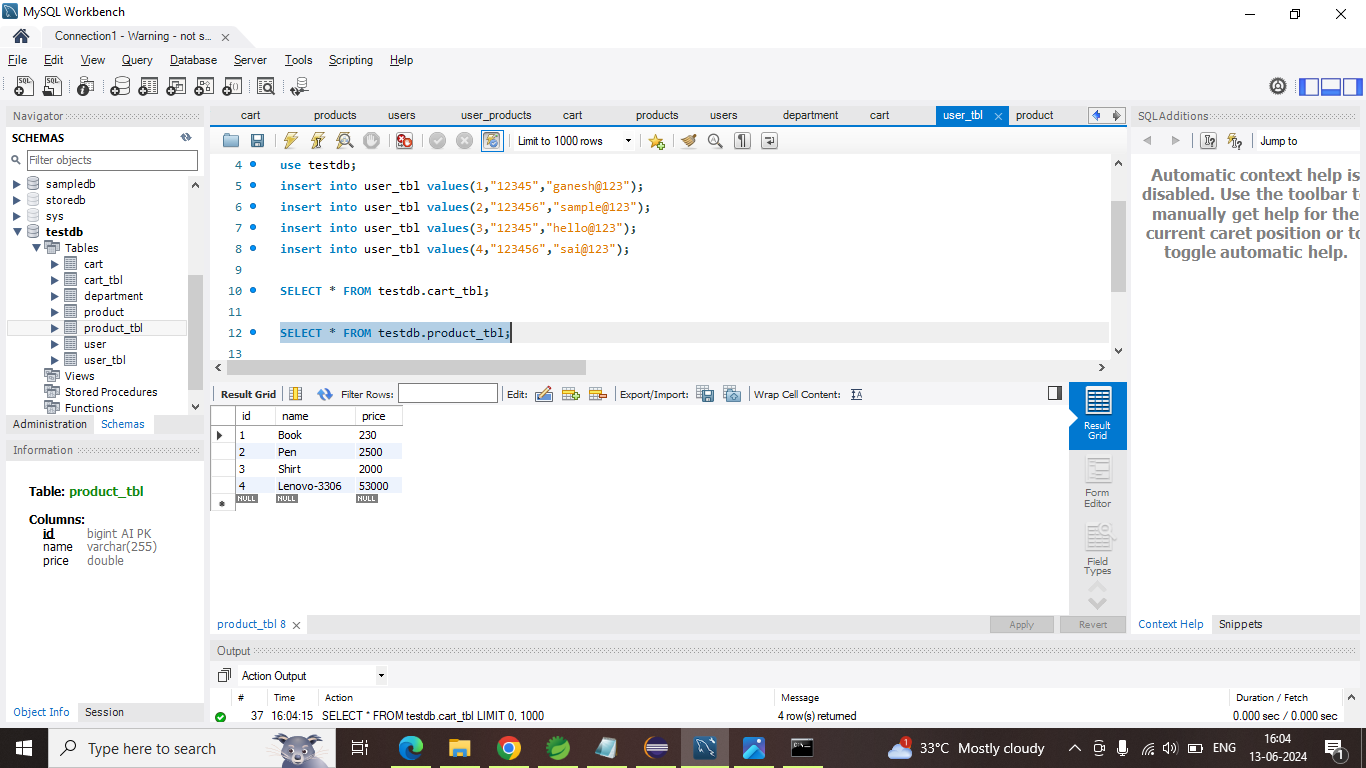 MySQL Workbench
Connection1 - Warning - not s...
File Edit View Query Database Server Tools Scripting Help
Navigator
SCHEMAS
Filter objects
sampledb
storedb
sys
testdb
Tables
cart
cart_tbl
department
product
product_tbl
user
user_tbl
Views
Stored Procedures
Functions
Administration Schemas
Information
Table: product_tbl
Columns:
id bigint AI PK
name varchar(255)
price double
Object Info Session
cart products users user_products cart products users department cart user_tbl product
Limit to 1000 rows
4 use testdb;
5 insert into user_tbl values(1,"12345","ganesh@123");
6 insert into user_tbl values(2,"123456","sample@123");
7 insert into user_tbl values(3,"12345","hello@123");
8 insert into user_tbl values(4,"123456","sai@123");
9
10 SELECT * FROM testdb.cart_tbl;
11
12 SELECT * FROM testdb.product_tbl;
13
Result Grid Filter Rows: Edit: Export/Import: Wrap Cell Content:
id name price
1 Book 230
2 Pen 2500
3 Shirt 2000
4 Lenovo-3306 53000
NULL NULL NULL
Result Grid
Form Editor
Field Types
product_tbl 8
Apply Revert
SQLAdditions
Jump to
Automatic context help is
disabled. Use the toolbar t
manually get help for the
current caret position or to
toggle automatic help.
Context Help Snippets
Output
Action Output
# Time Action Message Duration / Fetch
37 16:04:15 SELECT * FROM testdb.cart_tbl LIMIT 0, 1000 4 row(s) returned 0.000 sec / 0.000 sec
Type here to search
1
33°C Mostly cloudy
ENG
16:04
13-06-2024
1